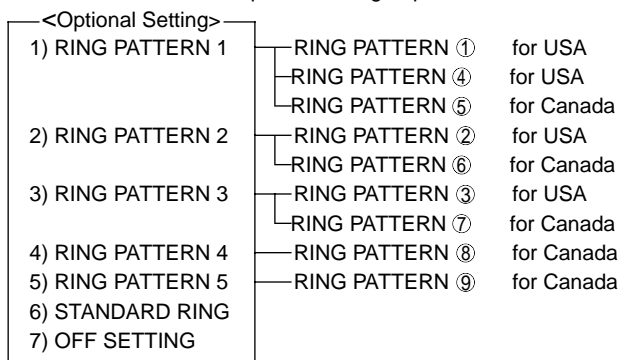 <Optional Setting>
1) RING PATTERN 1 RING PATTERN ① for USA
RING PATTERN ④ for USA
RING PATTERN ⑤ for Canada
2) RING PATTERN 2 RING PATTERN ② for USA
RING PATTERN ⑥ for Canada
3) RING PATTERN 3 RING PATTERN ③ for USA
RING PATTERN ⑦ for Canada
4) RING PATTERN 4 RING PATTERN ⑧ for Canada
5) RING PATTERN 5 RING PATTERN ⑨ for Canada
6) STANDARD RING
7) OFF SETTING